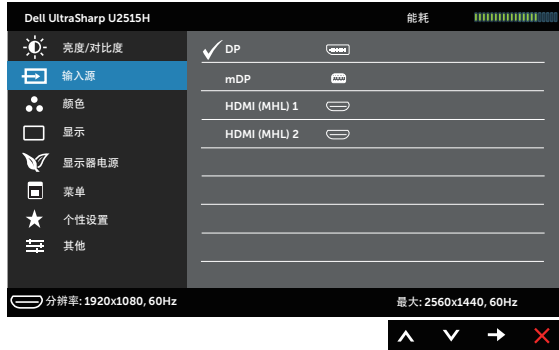 Dell UltraSharp U2515H 能耗
亮度/对比度
DP
输入源
mDP
颜色
HDMI (MHL) 1
显示
HDMI (MHL) 2
显示器电源
菜单
个性设置
其他
分辨率: 1920x1080, 60Hz 最大: 2560x1440, 60Hz